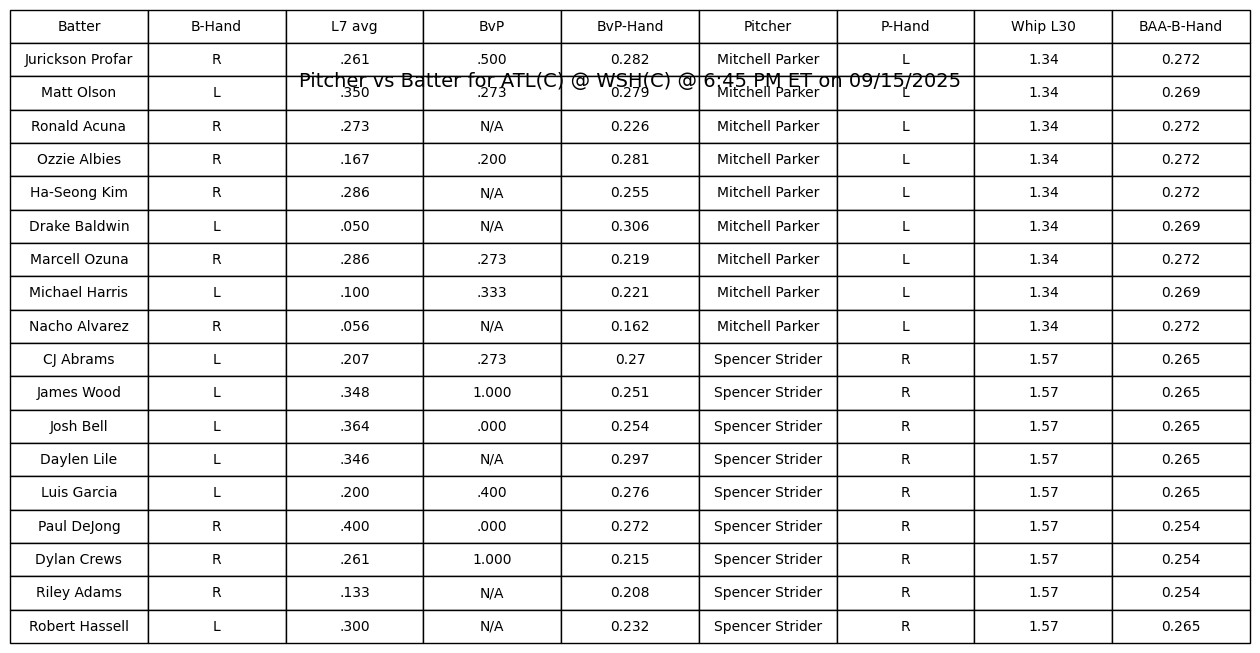 Batter B-Hand L7 avg BvP BvP-Hand Pitcher P-Hand Whip L30 BAA-B-Hand
Jurickson Profar R .261 .500 0.282 Mitchell Parker L 1.34 0.272
Pitcher vs Batter for ATL(C) @ WSH(C) @ 6:45 PM ET on 09/15/2025
Matt Olson L .350 .273 0.279 Mitchell Parker L 1.34 0.269
Ronald Acuna R .273 N/A 0.226 Mitchell Parker L 1.34 0.272
Ozzie Albies R .167 .200 0.281 Mitchell Parker L 1.34 0.272
Ha-Seong Kim R .286 N/A 0.255 Mitchell Parker L 1.34 0.272
Drake Baldwin L .050 N/A 0.306 Mitchell Parker L 1.34 0.269
Marcell Ozuna R .286 .273 0.219 Mitchell Parker L 1.34 0.272
Michael Harris L .100 .333 0.221 Mitchell Parker L 1.34 0.269
Nacho Alvarez R .056 N/A 0.162 Mitchell Parker L 1.34 0.272
CJ Abrams L .207 .273 0.27 Spencer Strider R 1.57 0.265
James Wood L .348 1.000 0.251 Spencer Strider R 1.57 0.265
Josh Bell L .364 .000 0.254 Spencer Strider R 1.57 0.265
Daylen Lile L .346 N/A 0.297 Spencer Strider R 1.57 0.265
Luis Garcia L .200 .400 0.276 Spencer Strider R 1.57 0.265
Paul DeJong R .400 .000 0.272 Spencer Strider R 1.57 0.254
Dylan Crews R .261 1.000 0.215 Spencer Strider R 1.57 0.254
Riley Adams R .133 N/A 0.208 Spencer Strider R 1.57 0.254
Robert Hassell L .300 N/A 0.232 Spencer Strider R 1.57 0.265